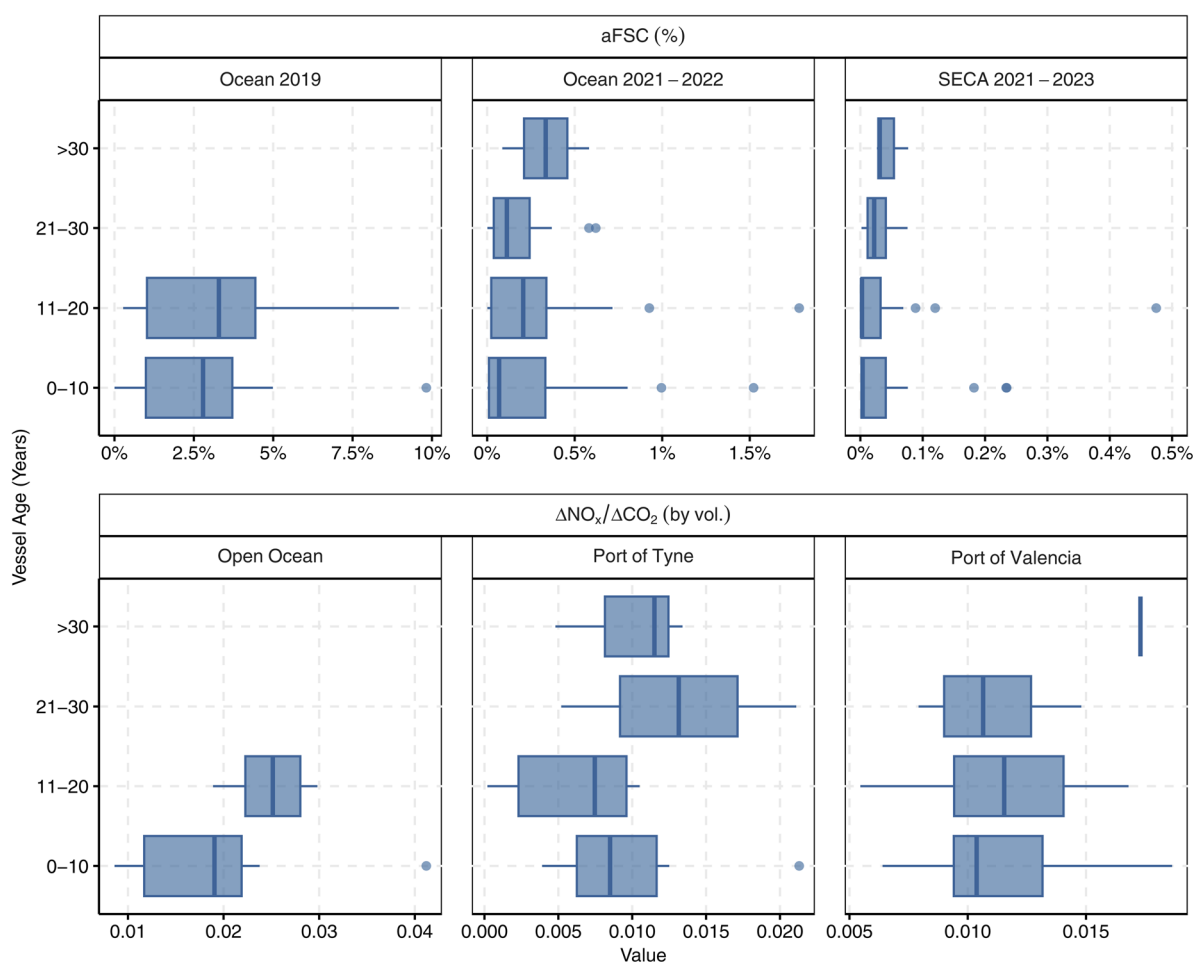 aFSC (%)
Ocean 2019
Ocean 2021 – 2022
SECA 2021 – 2023
>30
21–30
11–20
0–10
0% 2.5% 5% 7.5% 10%
0% 0.5% 1% 1.5%
0% 0.1% 0.2% 0.3% 0.4% 0.5%
Vessel Age (Years)
ΔNOₓ/ΔCO₂ (by vol.)
Open Ocean
Port of Tyne
Port of Valencia
>30
21–30
11–20
0–10
0.01 0.02 0.03 0.04
0.000 0.005 0.010 0.015 0.020
0.005 0.010 0.015
Value